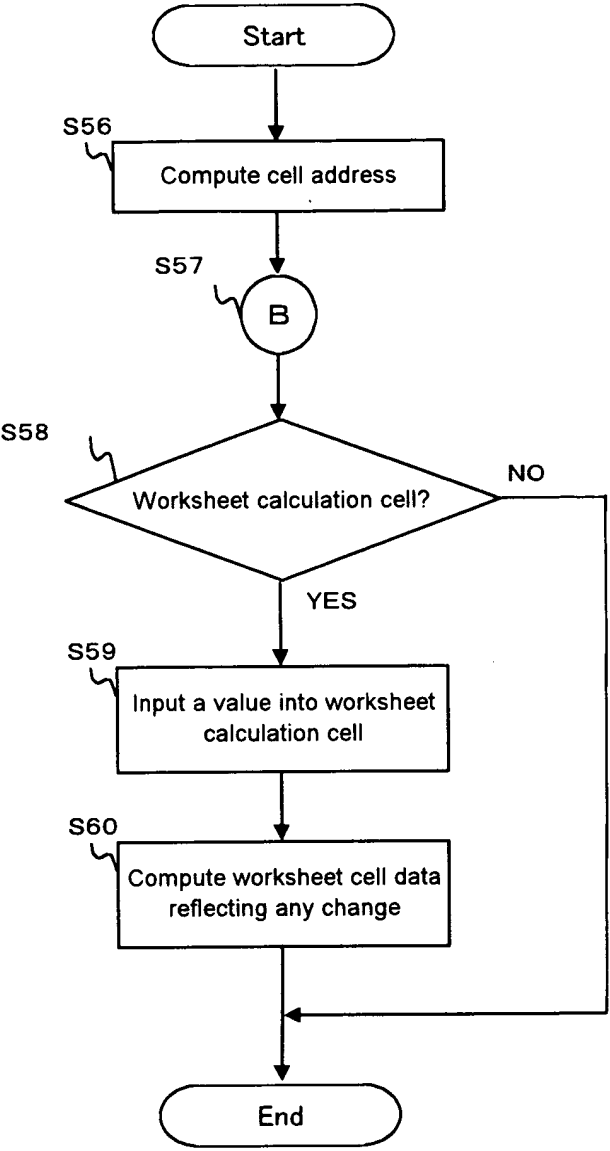 Start
S56
Compute cell address
S57
B
S58
Worksheet calculation cell?
NO
YES
S59
Input a value into worksheet
calculation cell
S60
Compute worksheet cell data
reflecting any change
End